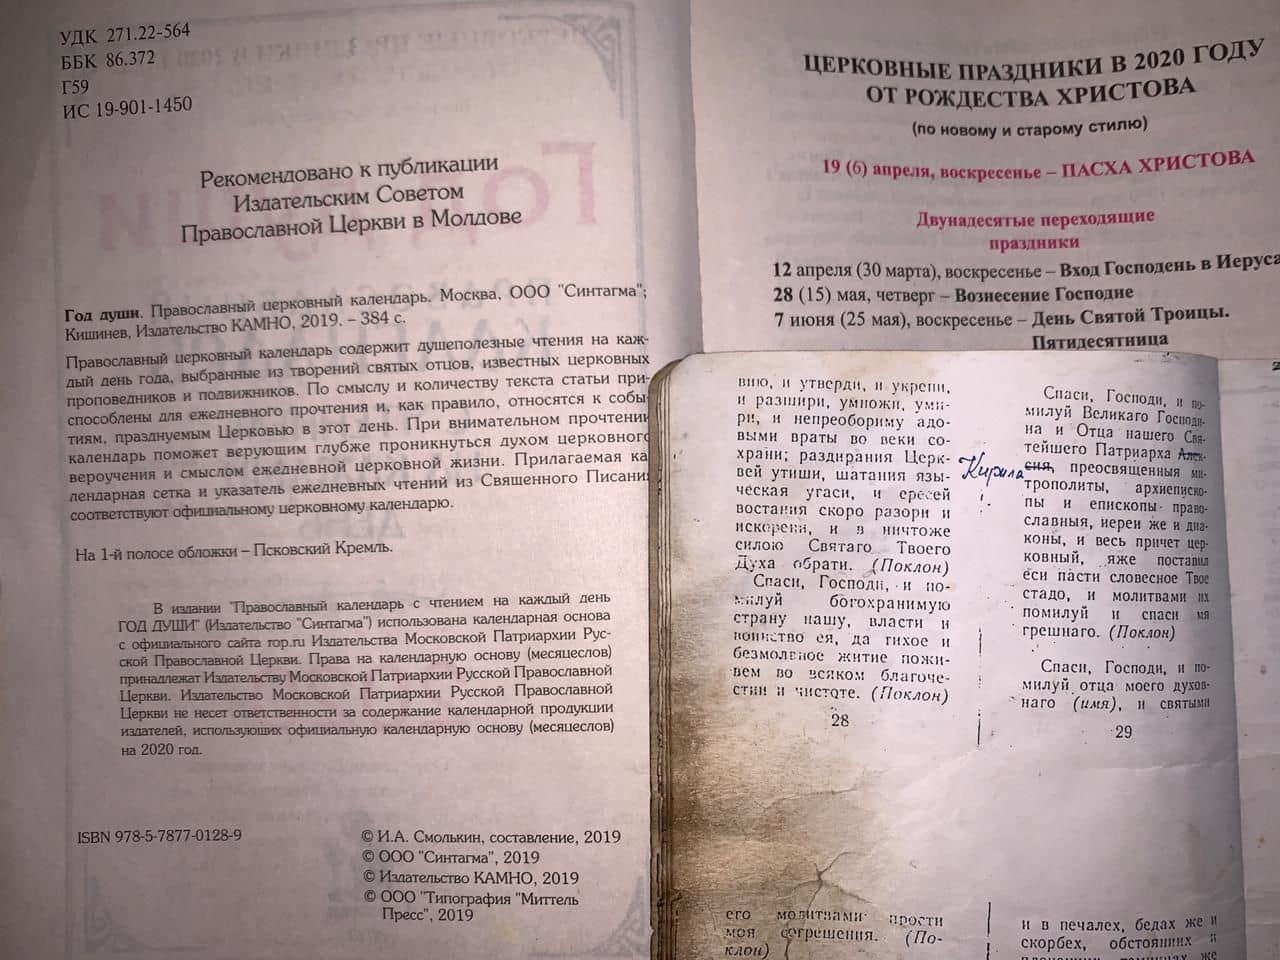 УДК 271.22-564
ББК 86.372
Г59
ИС 19-901-1450
Рекомендовано к публикации
Издательским Советом
Православной Церкви в Молдове
Год души. Православный церковный календарь. Москва, ООО "Синтагма";
Кишинев, Издательство КАМНО, 2019. – 384 с.
Православный церковный календарь содержит душеполезные чтения на каж-
дый день года, выбранные из творений святых отцов, известных церковных
проповедников и подвижников. По смыслу и количеству текста статьи при-
способлены для ежедневного прочтения и, как правило, относятся к собы-
тиям, празднуемым Церковью в этот день. При внимательном прочтении
календарь поможет верующим глубже проникнуться духом церковного
вероучения и смыслом ежедневной церковной жизни. Прилагаемая ка-
лендарная сетка и указатель ежедневных чтений из Священного Писани
соответствуют официальному церковному календарю.
На 1-й полосе обложки – Псковский Кремль.
В издании "Православный календарь с чтением на каждый день
ГОД ДУШИ" (Издательство "Синтагма") использована календарная основа
с официального сайта rop.ru Издательства Московской Патриархии Рус-
ской Православной Церкви. Права на календарную основу (месяцеслов)
принадлежат Издательству Московской Патриархии Русской Православной
Церкви. Издательство Московской Патриархии Русской Православной
Церкви не несет ответственности за содержание календарной продукции
издателей, использующих официальную календарную основу (месяцеслов)
на 2020 год.
ISBN 978-5-7877-0128-9
© И.А. Смолькин, составление, 2019
© ООО "Синтагма", 2019
© Издательство КАМНО, 2019
© ООО "Типография "Миттель
Пресс", 2019
ЦЕРКОВНЫЕ ПРАЗДНИКИ В 2020 ГОДУ
ОТ РОЖДЕСТВА ХРИСТОВА
(по новому и старому стилю)
19 (6) апреля, воскресенье – ПАСХА ХРИСТОВА
Двунадесятые переходящие
праздники
12 апреля (30 марта), воскресенье – Вход Господень в Иеруса
28 (15) мая, четверг – Вознесение Господне
7 июня (25 мая), воскресенье – День Святой Троицы.
Пятидесятница
вию, и утверди, и укрепи,
и разшири, умножи, уми-
ри, и непреобориму адо-
выми враты во веки со-
храни; раздирания Церк-
вей утиши, шатания язы-
ческая угаси, и ересей
востания скоро разори и
искорени, и в ничтоже
силою Святаго Твоего
Духа обрати. (Поклон)
Спаси, Господи, и по-
милуй богохранимую
страну нашу, власти и
воинство ея, да тихое и
безмолвное житие пожи-
вем во всяком благоче-
стии и чистоте. (Поклон)
28
его молитвами прости
моя согрешения. (По-
клон)
Спаси, Господи, и по-
милуй Великаго Господи-
на и Отца нашего Свя-
тейшего Патриарха Алек-
Кирила
сия, преосвященныя ми-
трополиты, архиеписко-
пы и епископы право-
славныя, иереи же и диа-
коны, и весь причет цер-
ковный, яже поставил
еси пасти словесное Твое
стадо, и молитвами их
помилуй и спаси мя
грешнаго. (Поклон)
Спаси, Господи, и по-
милуй отца моего духов-
наго (имя), и святыми
29
и в печалех, бедах же и
скорбех, обстояниих и